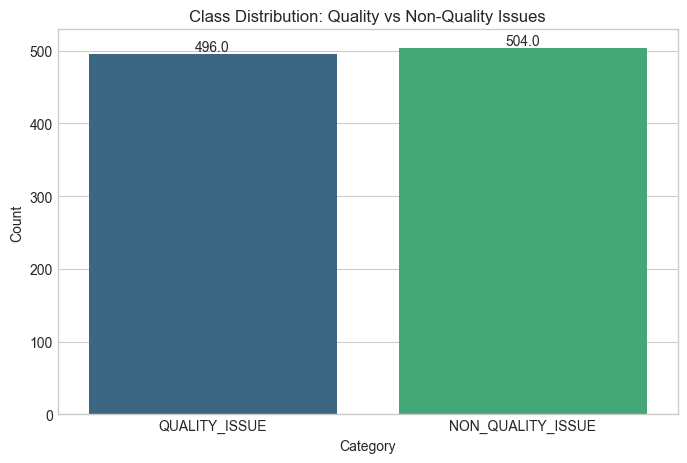 Class Distribution: Quality vs Non-Quality Issues
500
400
300
200
100
0
Count
496.0
504.0
QUALITY_ISSUE
NON_QUALITY_ISSUE
Category